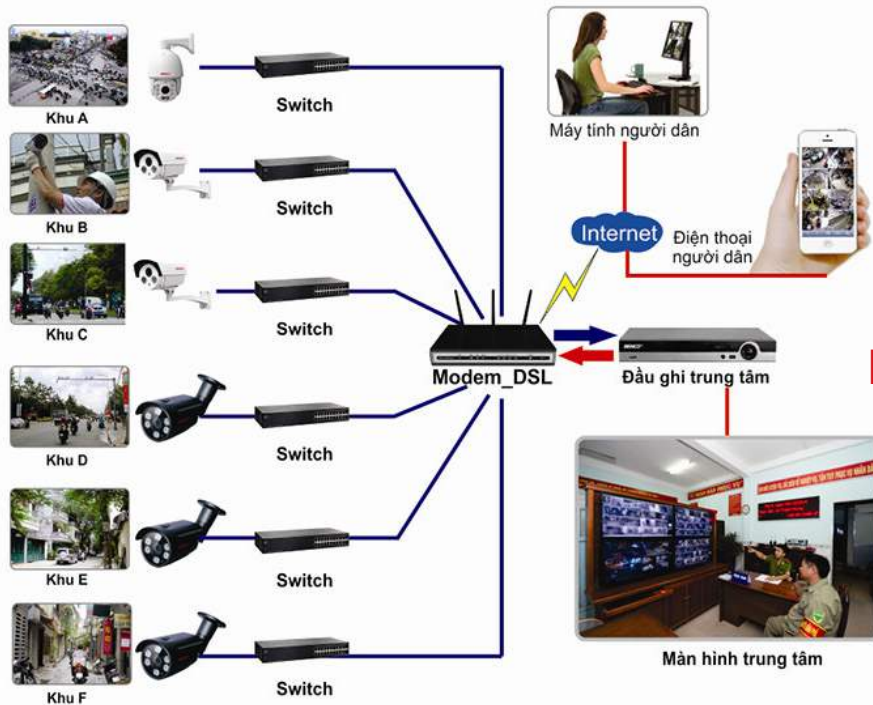 Khu A
Switch
Khu B
Switch
Khu C
Switch
Khu D
Switch
Khu E
Switch
Khu F
Switch
Modem_DSL
Máy tính người dân
Internet
Điện thoại
người dân
Đầu ghi trung tâm
Màn hình trung tâm